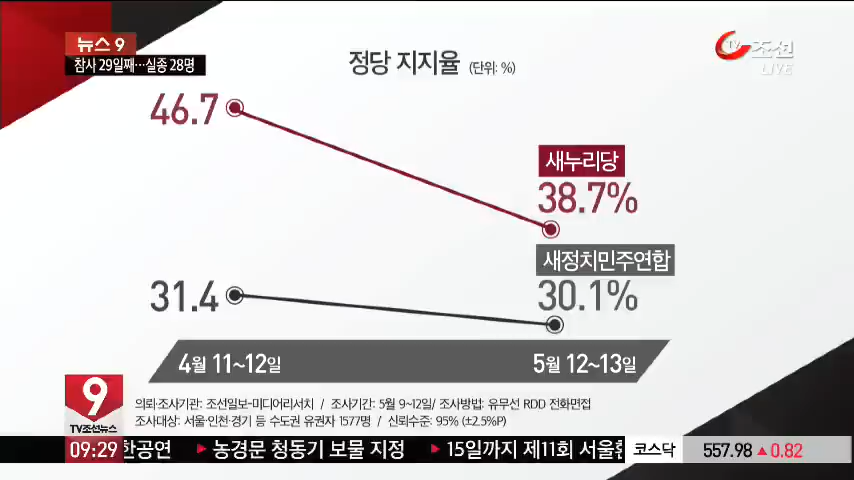 뉴스 9
참사 29일째…실종 28명
정당 지지율 (단위: %)
TV조선
LIVE
46.7
새누리당
38.7%
새정치민주연합
31.4
30.1%
4월 11~12일
5월 12~13일
9
TV조선뉴스
의뢰·조사기관: 조선일보-미디어리서치 / 조사기간: 5월 9~12일/ 조사방법: 유무선 RDD 전화면접
조사대상: 서울·인천·경기 등 수도권 유권자 1577명 / 신뢰수준: 95% (±2.5%P)
09:29 한공연 ▶ 농경문 청동기 보물 지정 ▶ 15일까지 제11회 서울 코스닥 557.98 ▲0.82